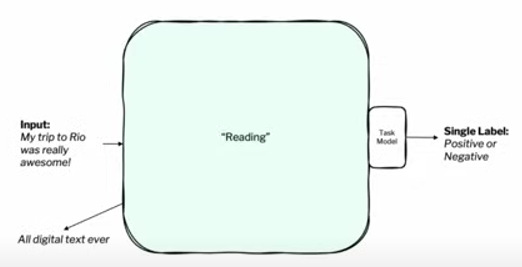 Input:
My trip to Rio
was really
awesome!
"Reading"
Task
Model
Single Label:
Positive or
Negative
All digital text ever